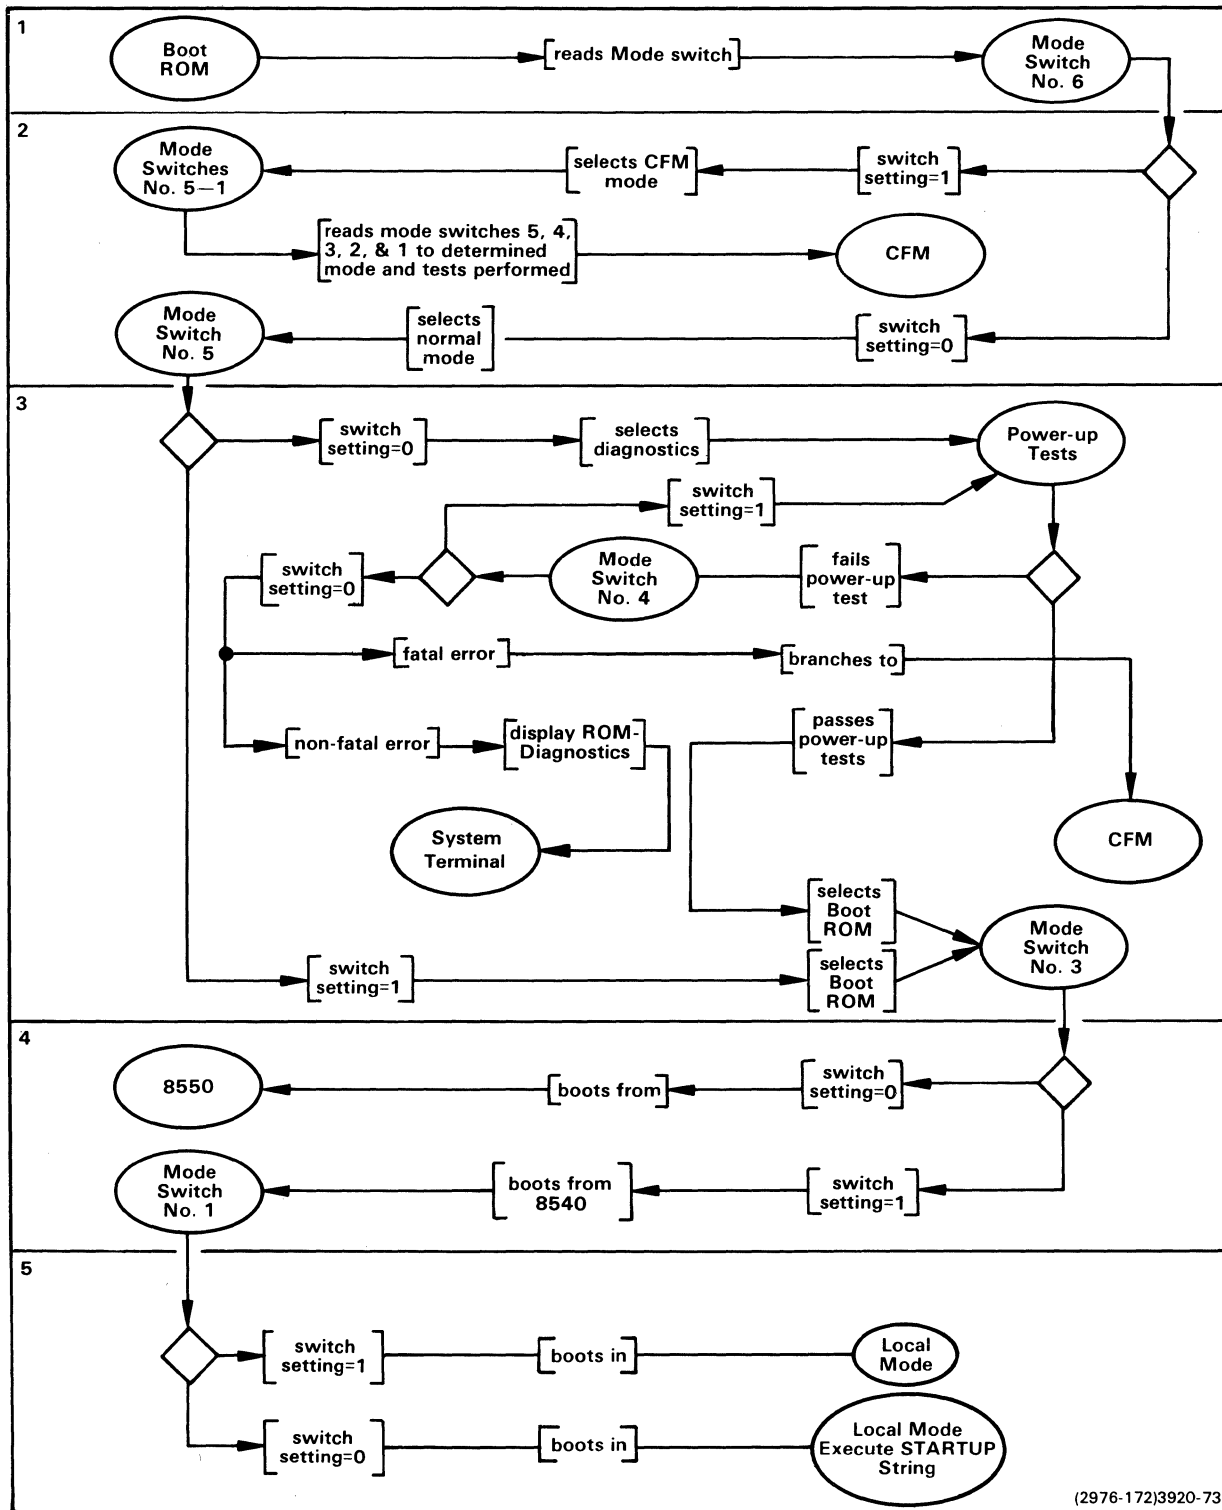 1
Boot
ROM
reads Mode switch
Mode
Switch
No. 6
2
Mode
Switches
No. 5—1
selects CFM
mode
switch
setting=1
reads mode switches 5, 4,
3, 2, & 1 to determined
mode and tests performed
CFM
Mode
Switch
No. 5
selects
normal
mode
switch
setting=0
3
switch
setting=0
selects
diagnostics
Power-up
Tests
switch
setting=1
switch
setting=0
Mode
Switch
No. 4
fails
power-up
test
fatal error
branches to
non-fatal error
display ROM-
Diagnostics
passes
power-up
tests
System
Terminal
CFM
selects
Boot
ROM
Mode
Switch
No. 3
switch
setting=1
selects
Boot
ROM
4
8550
boots from
switch
setting=0
Mode
Switch
No. 1
boots from
8540
switch
setting=1
5
switch
setting=1
boots in
Local
Mode
switch
setting=0
boots in
Local Mode
Execute STARTUP
String
(2976-172)3920-73